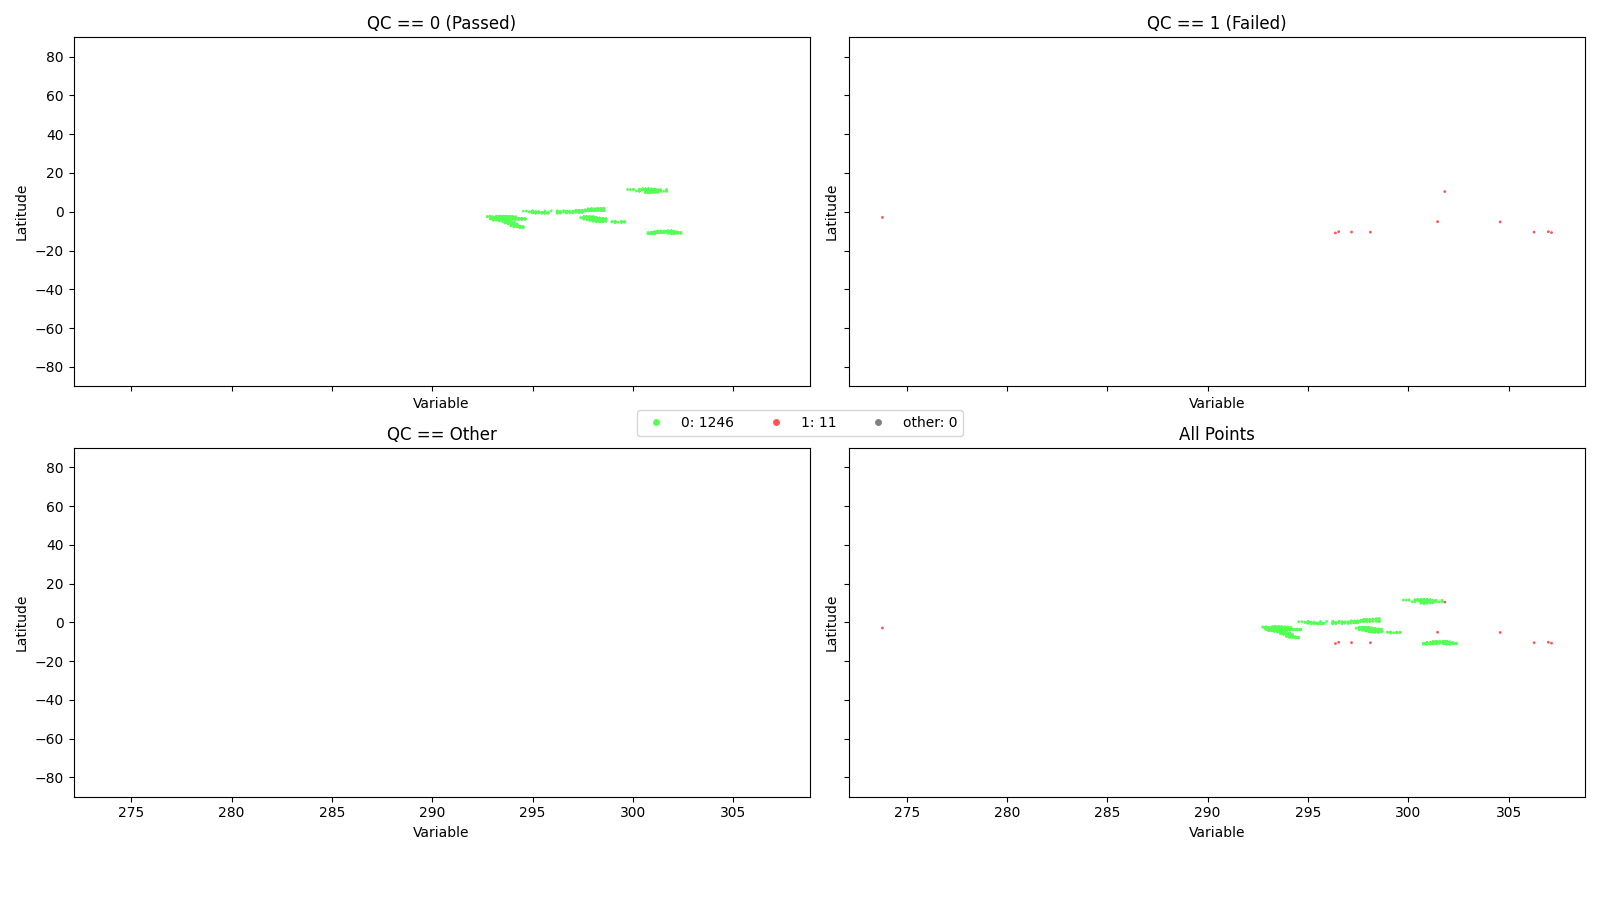 QC == 0 (Passed)
QC == 1 (Failed)
80
60
40
20
0
−20
−40
−60
−80
Latitude
Latitude
Variable
Variable
0: 1246 1: 11 other: 0
QC == Other
All Points
80
60
40
20
0
−20
−40
−60
−80
Latitude
Latitude
275 280 285 290 295 300 305
275 280 285 290 295 300 305
Variable
Variable